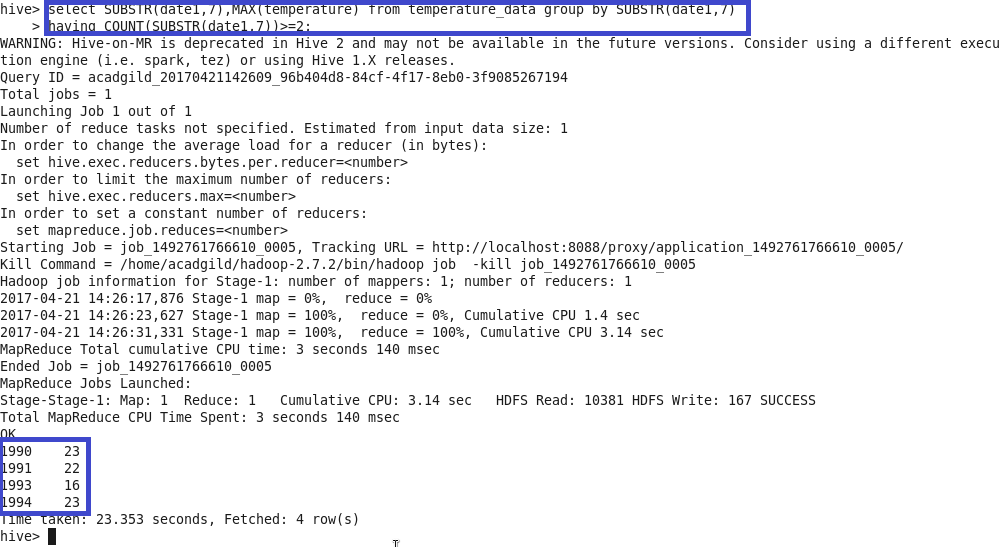 hive> select SUBSTR(date1,7),MAX(temperature) from temperature_data group by SUBSTR(date1,7)
    > having COUNT(SUBSTR(date1,7))>=2;
WARNING: Hive-on-MR is deprecated in Hive 2 and may not be available in the future versions. Consider using a different execu
tion engine (i.e. spark, tez) or using Hive 1.X releases.
Query ID = acadgild_20170421142609_96b404d8-84cf-4f17-8eb0-3f9085267194
Total jobs = 1
Launching Job 1 out of 1
Number of reduce tasks not specified. Estimated from input data size: 1
In order to change the average load for a reducer (in bytes):
  set hive.exec.reducers.bytes.per.reducer=<number>
In order to limit the maximum number of reducers:
  set hive.exec.reducers.max=<number>
In order to set a constant number of reducers:
  set mapreduce.job.reduces=<number>
Starting Job = job_1492761766610_0005, Tracking URL = http://localhost:8088/proxy/application_1492761766610_0005/
Kill Command = /home/acadgild/hadoop-2.7.2/bin/hadoop job  -kill job_1492761766610_0005
Hadoop job information for Stage-1: number of mappers: 1; number of reducers: 1
2017-04-21 14:26:17,876 Stage-1 map = 0%,  reduce = 0%
2017-04-21 14:26:23,627 Stage-1 map = 100%,  reduce = 0%, Cumulative CPU 1.4 sec
2017-04-21 14:26:31,331 Stage-1 map = 100%,  reduce = 100%, Cumulative CPU 3.14 sec
MapReduce Total cumulative CPU time: 3 seconds 140 msec
Ended Job = job_1492761766610_0005
MapReduce Jobs Launched:
Stage-Stage-1: Map: 1  Reduce: 1   Cumulative CPU: 3.14 sec   HDFS Read: 10381 HDFS Write: 167 SUCCESS
Total MapReduce CPU Time Spent: 3 seconds 140 msec
OK
1990    23
1991    22
1993    16
1994    23
Time taken: 23.353 seconds, Fetched: 4 row(s)
hive>